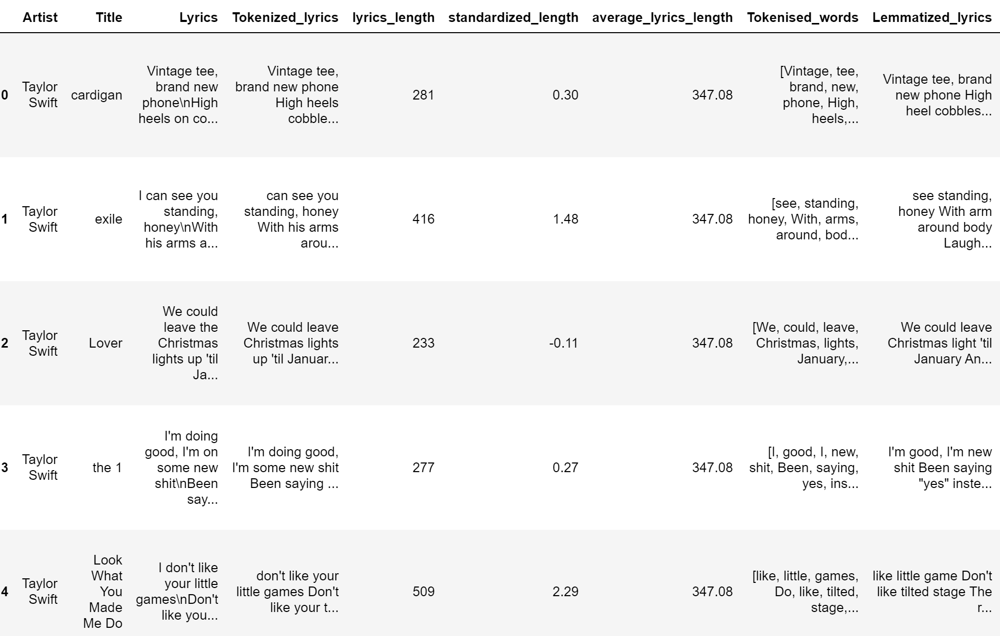 Artist Title Lyrics Tokenized_lyrics lyrics_length standardized_length average_lyrics_length Tokenised_words Lemmatized_lyrics
0
Taylor
Swift
cardigan
Vintage tee,
brand new
phone\nHigh
heels on co...
Vintage tee,
brand new phone
High heels
cobble...
281
0.30
347.08
[Vintage, tee,
brand, new,
phone, High,
heels,...
Vintage tee, brand
new phone High
heel cobbles...
1
Taylor
Swift
exile
I can see you
standing,
honey\nWith
his arms a...
can see you
standing, honey
With his arms
arou...
416
1.48
347.08
[see, standing,
honey, With, arms,
around, bod...
see standing,
honey With arm
around body
Laugh...
2
Taylor
Swift
Lover
We could
leave the
Christmas
lights up 'til
Ja...
We could leave
Christmas lights
up 'til Januar...
233
-0.11
347.08
[We, could, leave,
Christmas, lights,
January,...
We could leave
Christmas light 'til
January An...
3
Taylor
Swift
the 1
I'm doing
good, I'm on
some new
shit\nBeen
say...
I'm doing good,
I'm some new shit
Been saying ...
277
0.27
347.08
[I, good, I, new,
shit, Been, saying,
yes, ins...
I'm good, I'm new
shit Been saying
"yes" inste...
4
Taylor
Swift
Look
What
You
Made
Me Do
I don't like
your little
games\nDon't
like you...
don't like your
little games Don't
like your t...
509
2.29
347.08
[like, little, games,
Do, like, tilted,
stage,...
like little game Don't
like tilted stage The
r...